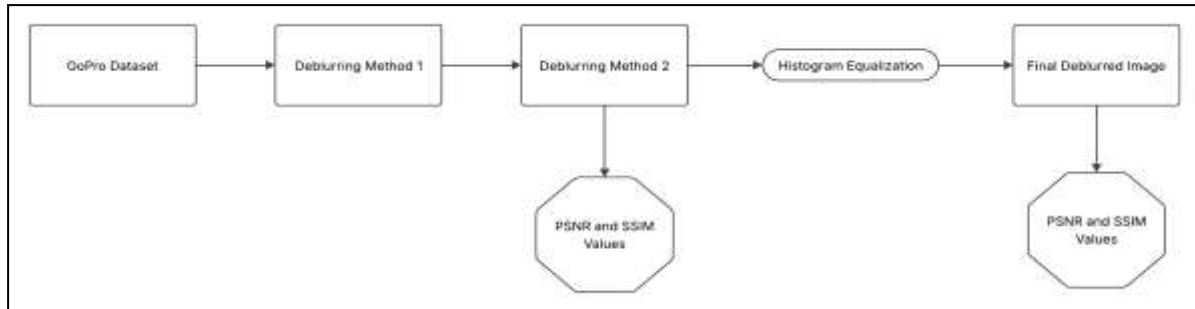 GoPro Dataset
Deblurring Method 1
Deblurring Method 2
Histogram Equalization
Final Deblurred Image
PSNR and SSIM
Values
PSNR and SSIM
Values